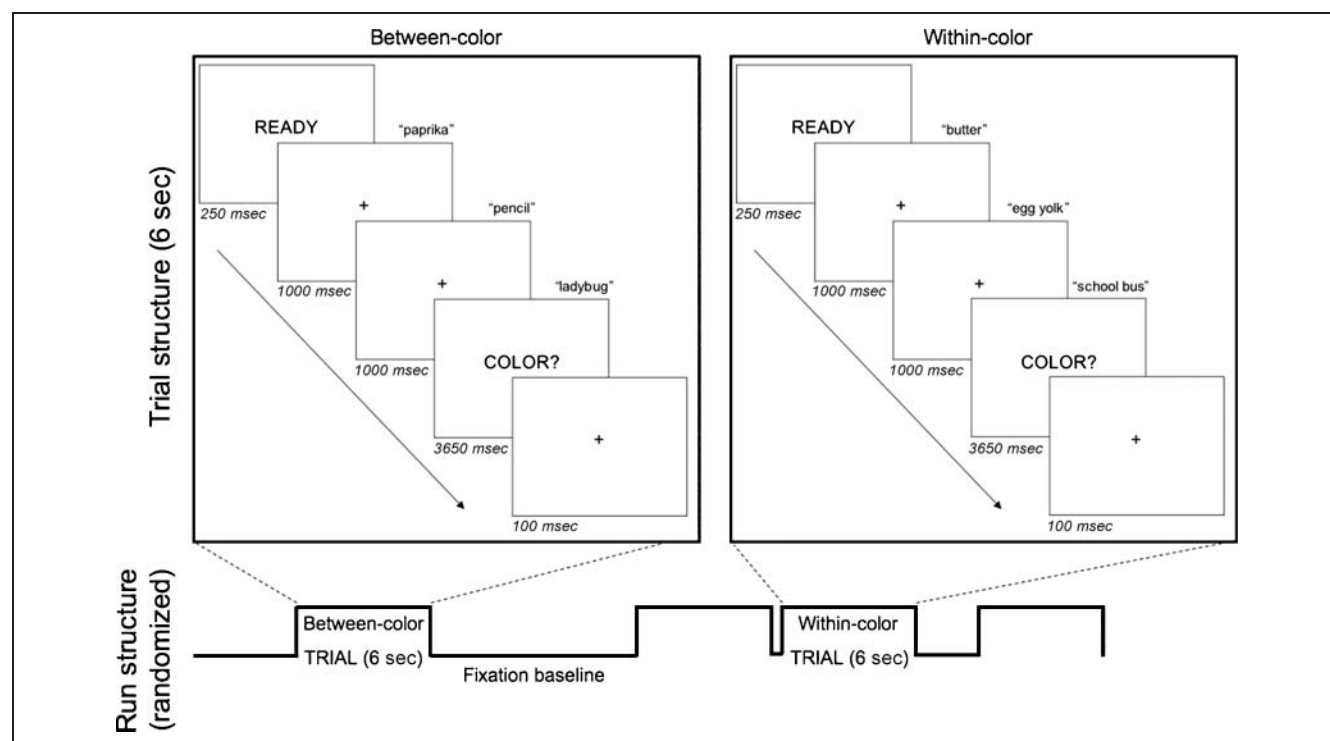 Between-color
READY
"paprika"
250 msec
"pencil"
1000 msec
"ladybug"
1000 msec
COLOR?
3650 msec
100 msec
Within-color
READY
"butter"
250 msec
"egg yolk"
1000 msec
"school bus"
1000 msec
COLOR?
3650 msec
100 msec
Trial structure (6 sec)
Run structure
(randomized)
Between-color
TRIAL (6 sec)
Fixation baseline
Within-color
TRIAL (6 sec)